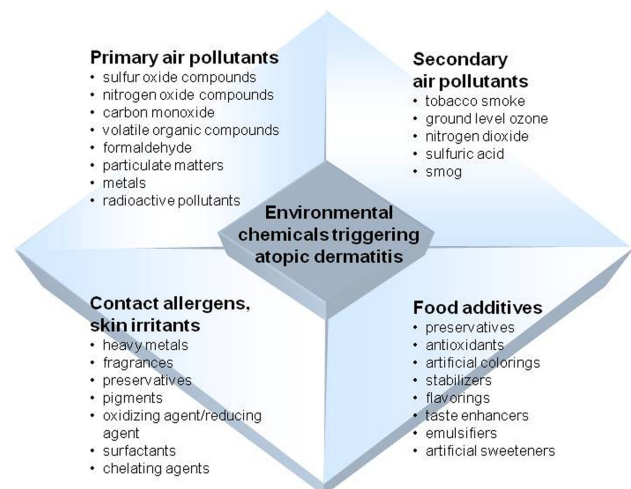 Primary air pollutants
• sulfur oxide compounds
• nitrogen oxide compounds
• carbon monoxide
• volatile organic compounds
• formaldehyde
• particulate matters
• metals
• radioactive pollutants
Secondary
air pollutants
• tobacco smoke
• ground level ozone
• nitrogen dioxide
• sulfuric acid
• smog
Environmental
chemicals triggering
atopic dermatitis
Contact allergens,
skin irritants
• heavy metals
• fragrances
• preservatives
• pigments
• oxidizing agent/reducing
agent
• surfactants
• chelating agents
Food additives
• preservatives
• antioxidants
• artificial colorings
• stabilizers
• flavorings
• taste enhancers
• emulsifiers
• artificial sweeteners